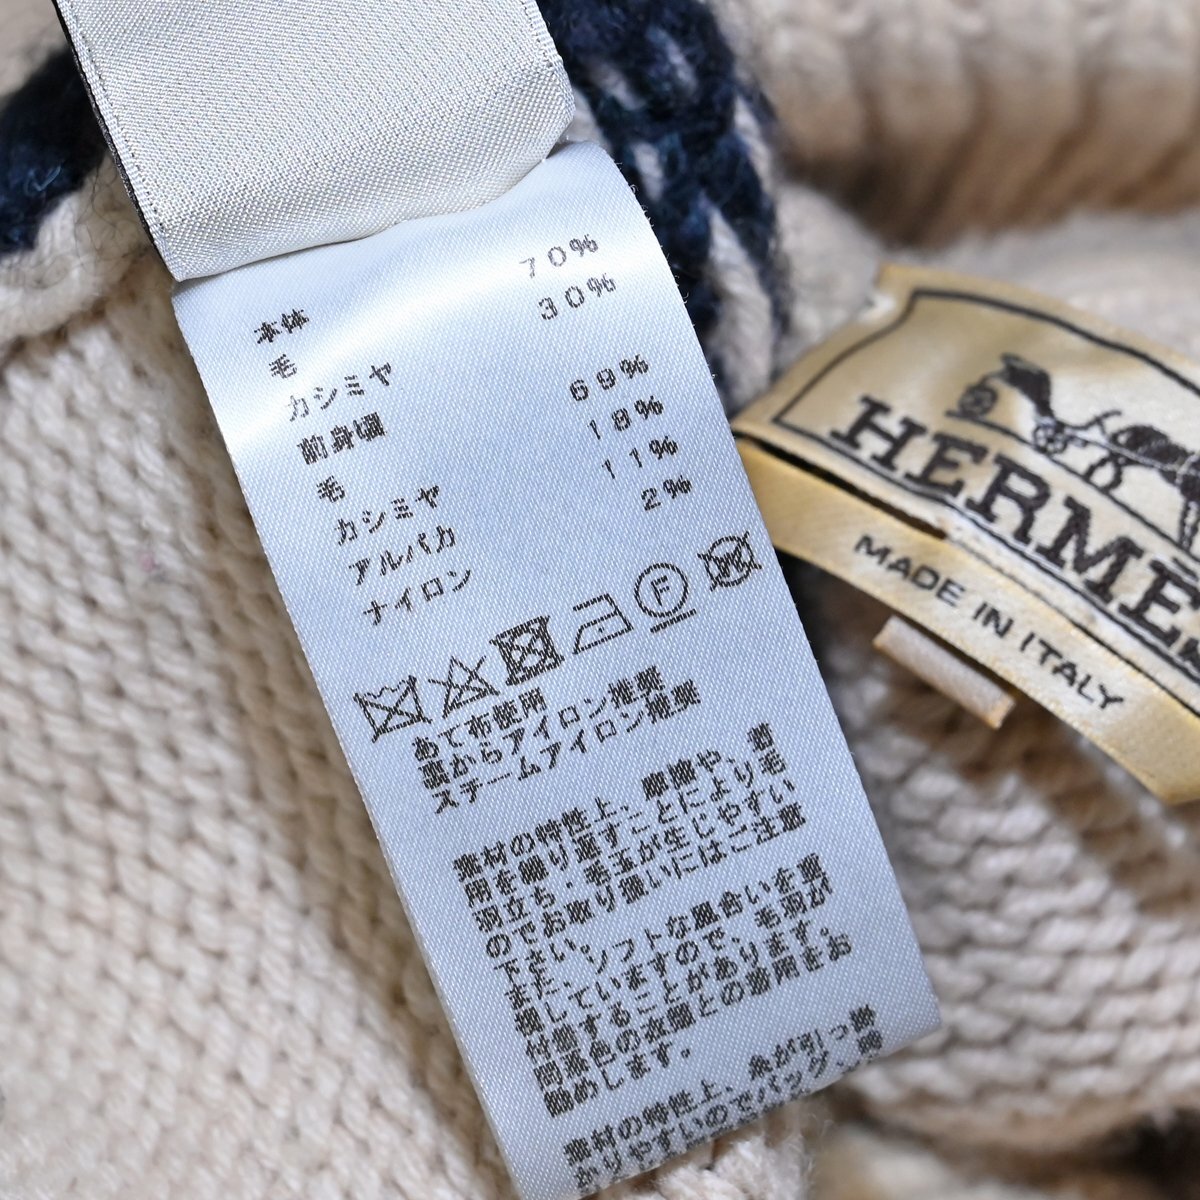 本体
毛 70%
カシミヤ 30%
前身頃
毛 69%
カシミヤ 18%
アルパカ 11%
ナイロン 2%
F
あて布使用
裏からアイロン推奨
スチームアイロン推奨
素材の特性上、摩擦や、着
用を繰り返すことにより毛
羽立ち・毛玉が生じやすい
のでお取り扱いにはご注意
下さい。
また、ソフトな風合いを重
視していますので、毛羽が
付着することがあります。
同系色の衣服との着用をお
勧めします。
素材の特性上、糸が引っ掛
かりやすいのでバッグ、
HERMES
MADE IN ITALY